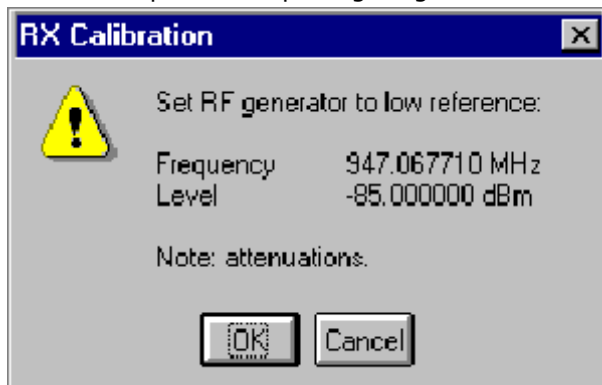 RX Calibration
Set RF generator to low reference:
Frequency 947.067710 MHz
Level -85.000000 dBm
Note: attenuations.
OK Cancel